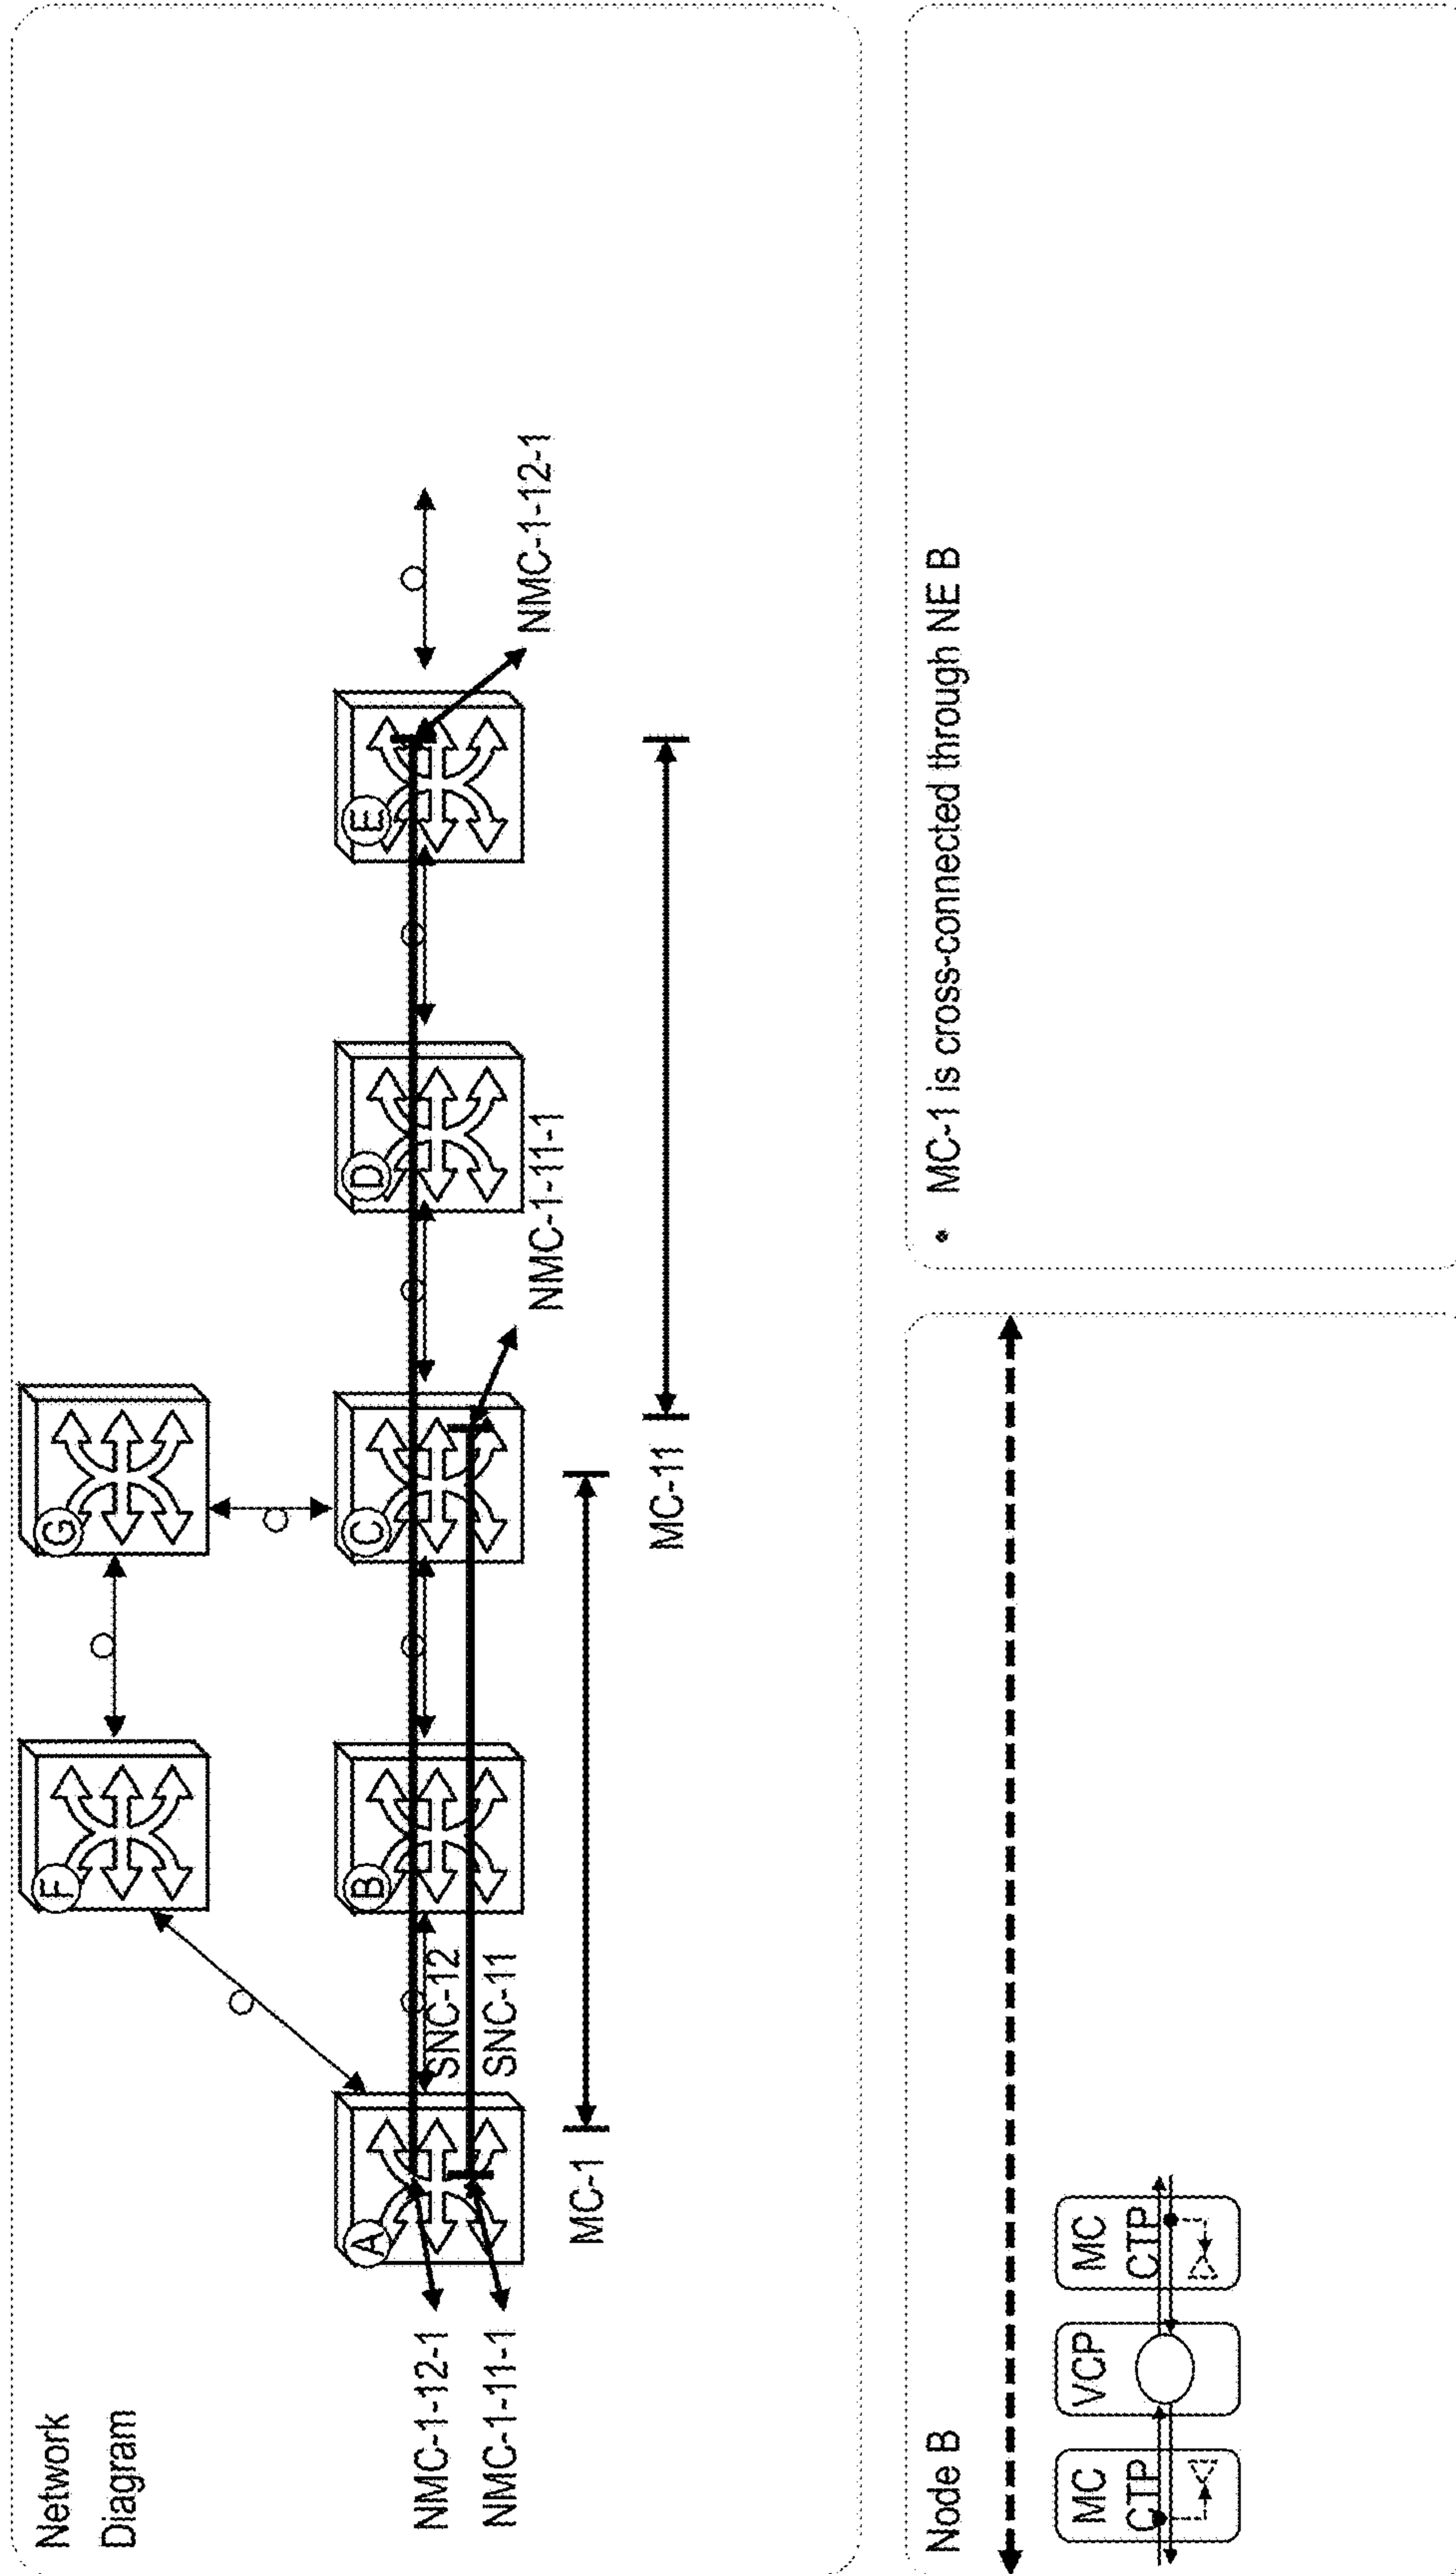 Network
Diagram
F
G
A
B
C
D
E
NMC-1-12-1
NMC-1-11-1
SNC-12
SNC-11
NMC-1-11-1
NMC-1-12-1
MC-1
MC-11
Node B
MC
CTP
VCP
MC
CTP
• MC-1 is cross-connected through NE B